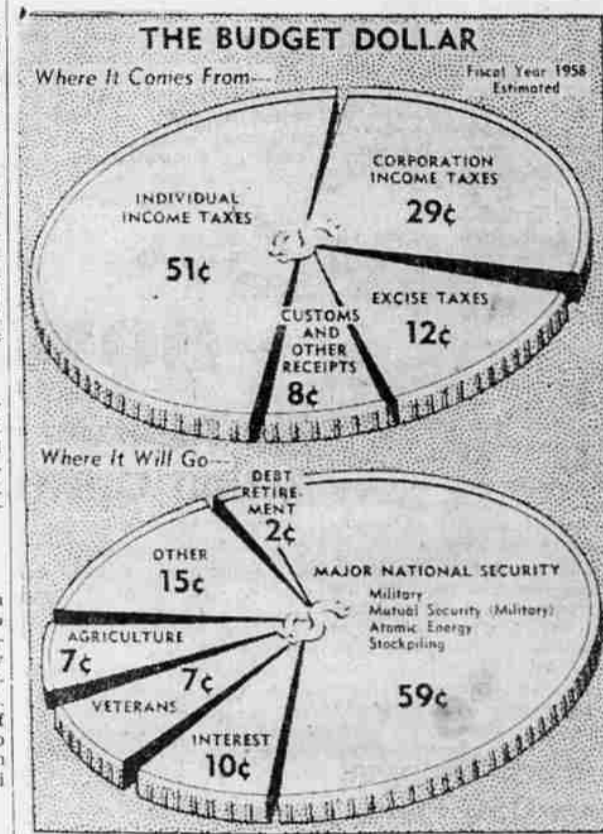 THE BUDGET DOLLAR
Where It Comes From--
Fiscal Year 1958
Estimated
INDIVIDUAL
INCOME TAXES
51¢
CORPORATION
INCOME TAXES
29¢
EXCISE TAXES
12¢
CUSTOMS
AND
OTHER
RECEIPTS
8¢
Where It Will Go--
DEBT
RETIRE-
MENT
2¢
OTHER
15¢
MAJOR NATIONAL SECURITY
Military
Mutual Security (Military)
Atomic Energy
Stockpiling
59¢
AGRICULTURE
7¢
7¢
VETERANS
INTEREST
10¢